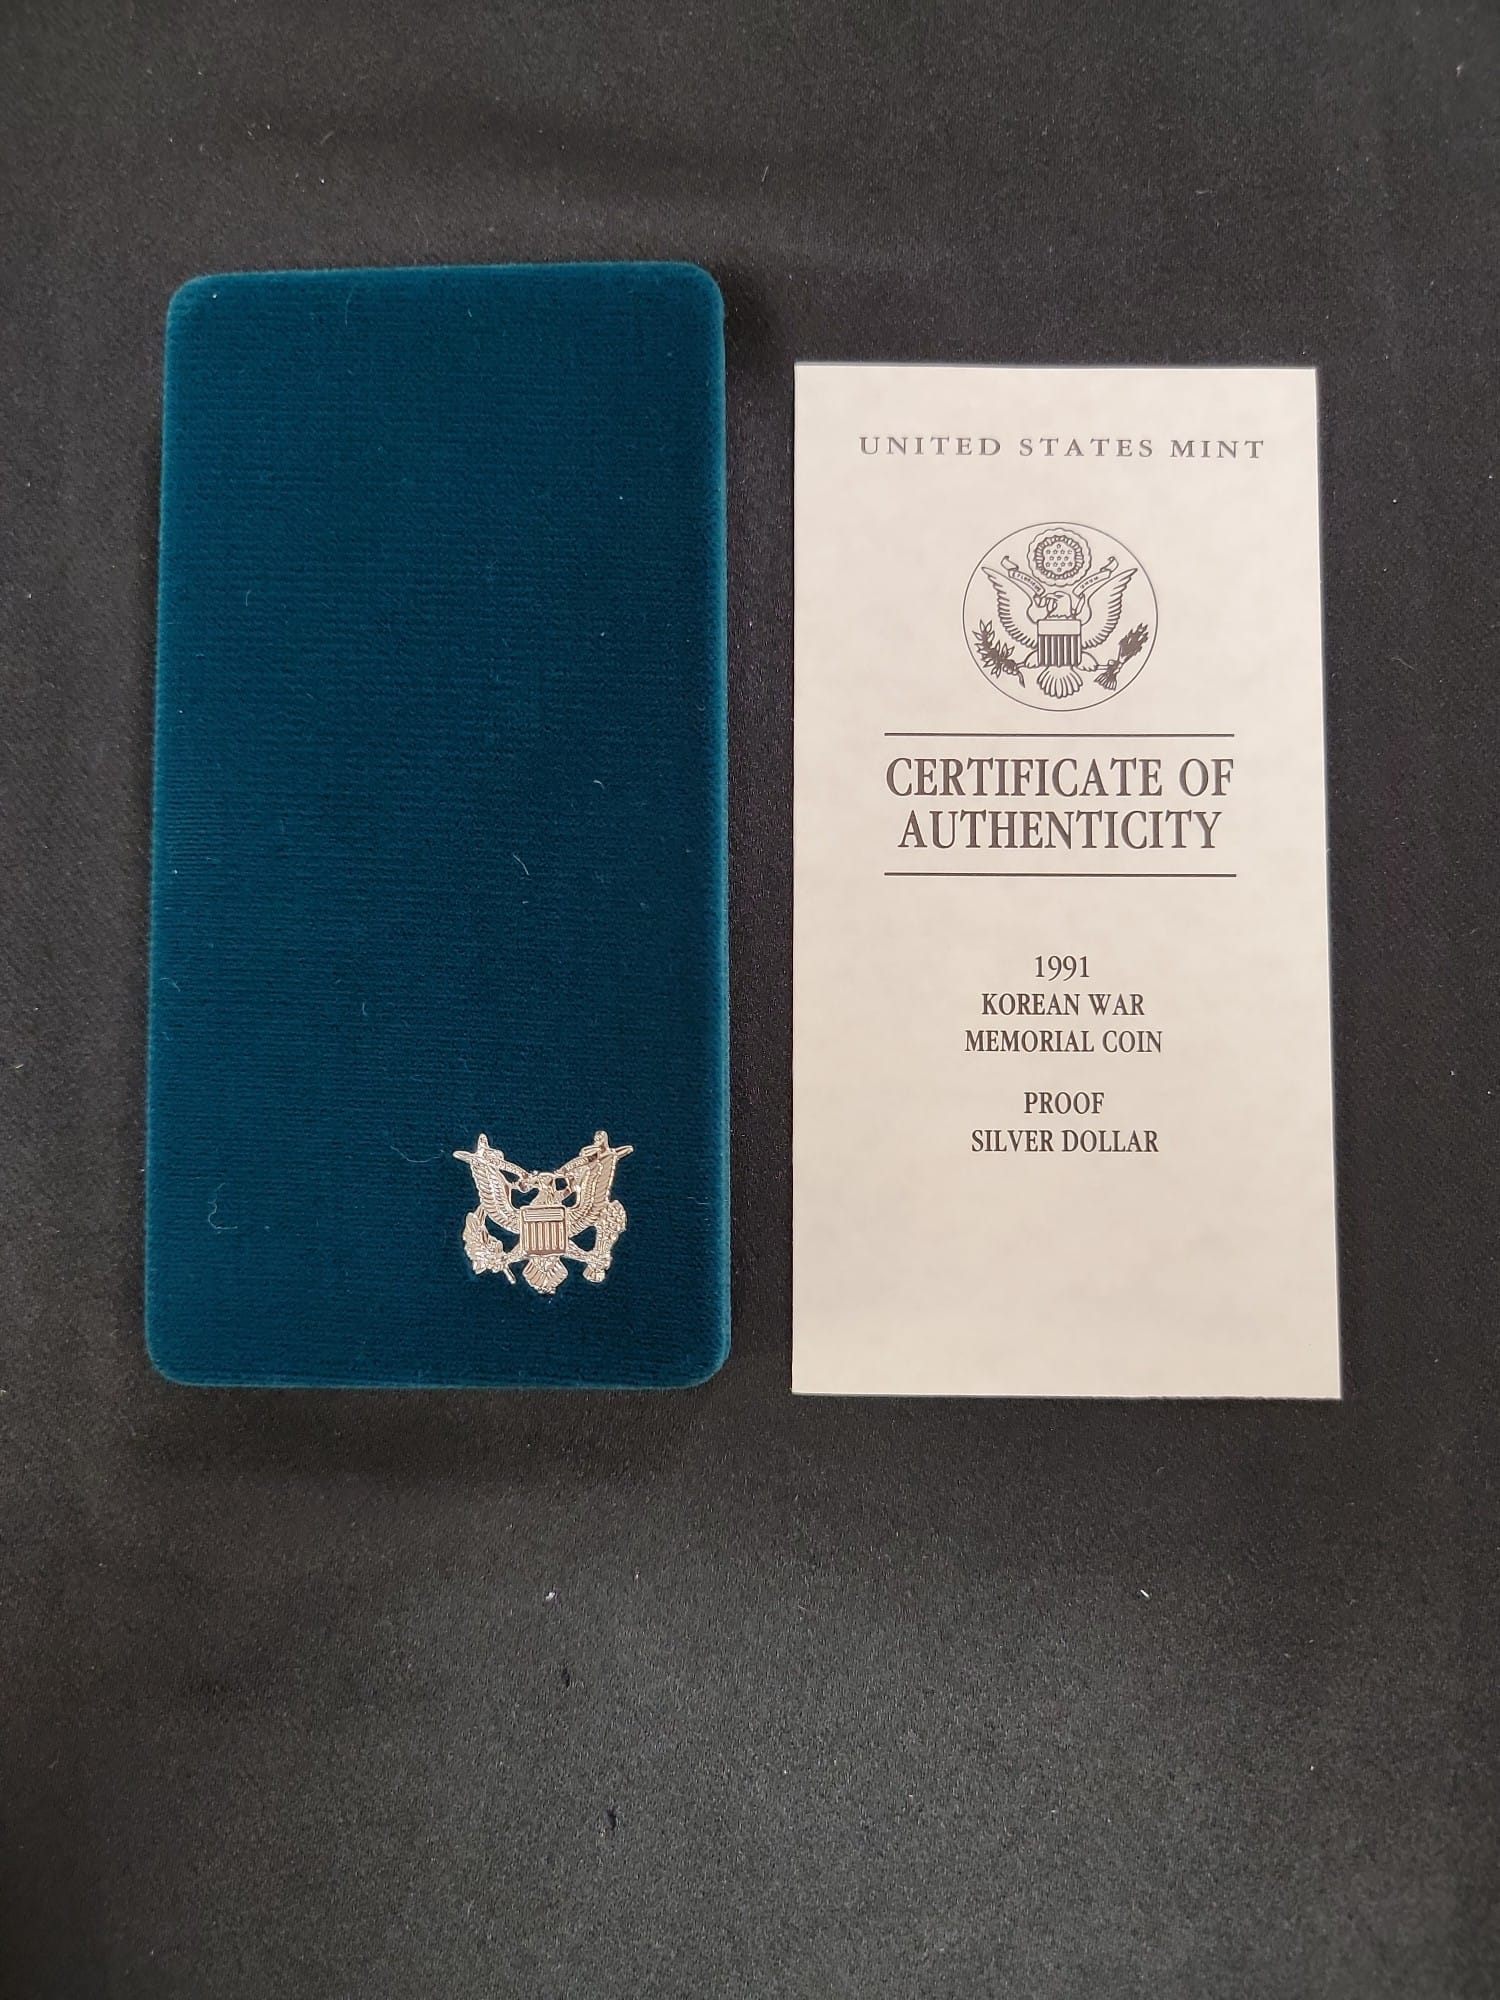 UNITED STATES MINT
CERTIFICATE OF
AUTHENTICITY
1991
KOREAN WAR
MEMORIAL COIN
PROOF
SILVER DOLLAR